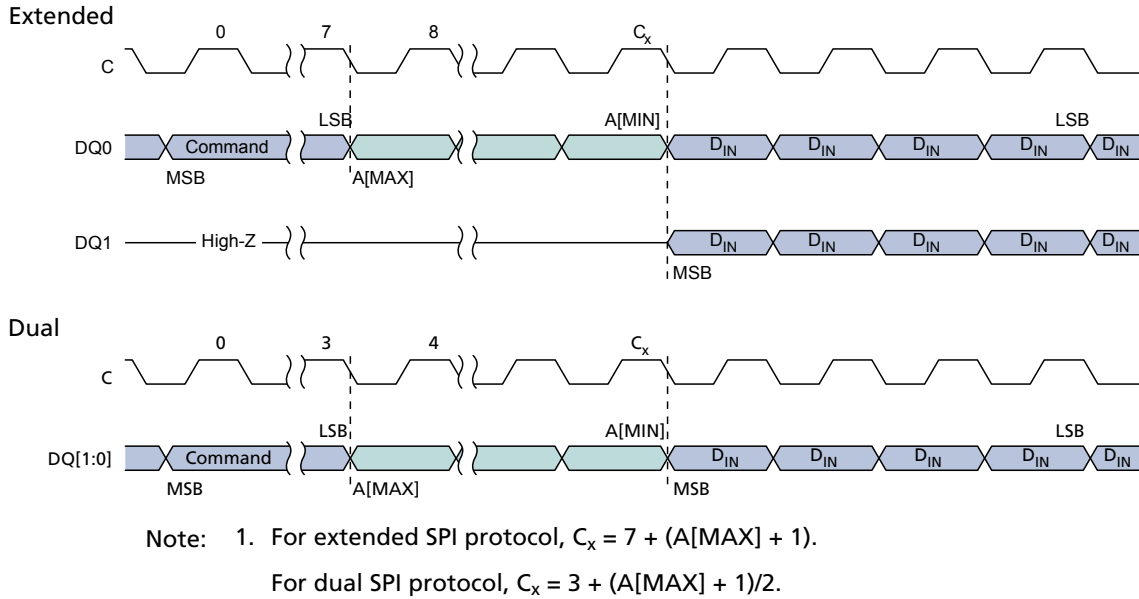 Extended
0 7 8 Cx
C
LSB A[MIN] LSB
DQ0 Command DIN DIN DIN DIN DIN
MSB A[MAX]
DQ1 High-Z DIN DIN DIN DIN DIN
MSB
Dual
0 3 4 Cx
C
LSB A[MIN] LSB
DQ[1:0] Command DIN DIN DIN DIN DIN
MSB A[MAX] MSB
Note: 1. For extended SPI protocol, Cx = 7 + (A[MAX] + 1).
For dual SPI protocol, Cx = 3 + (A[MAX] + 1)/2.